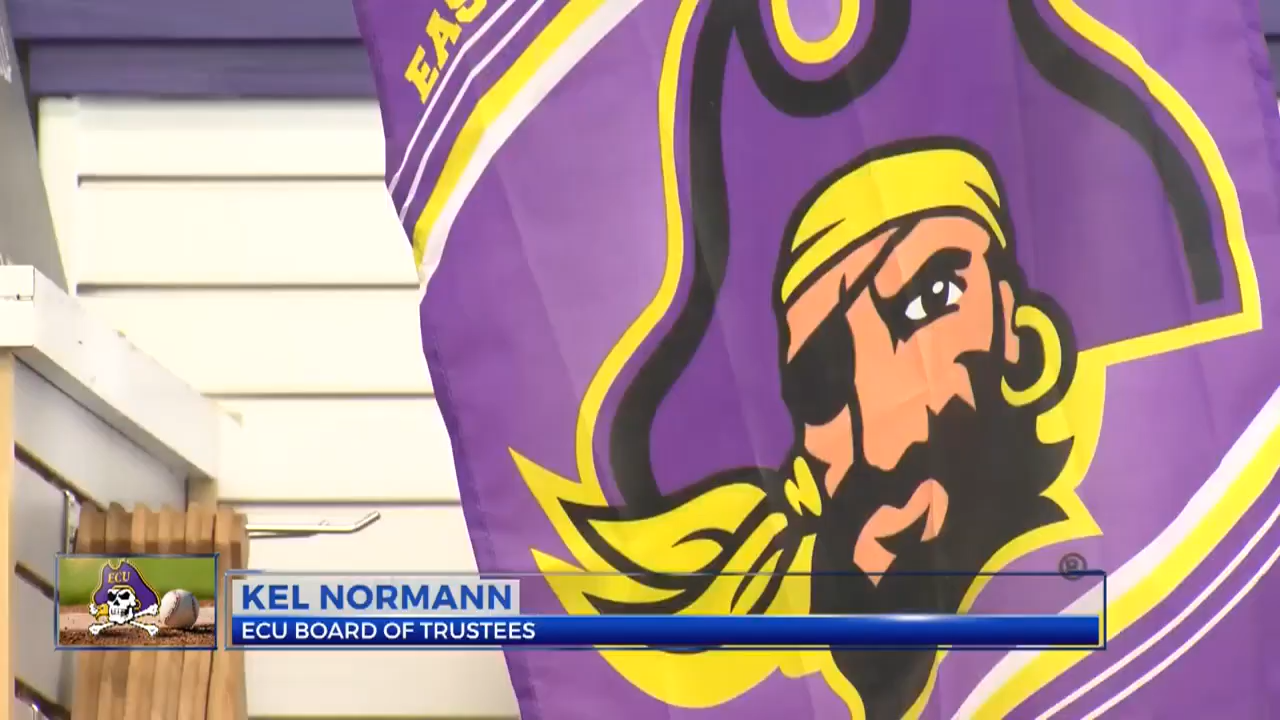 EAS
ECU
KEL NORMANN
ECU BOARD OF TRUSTEES
®